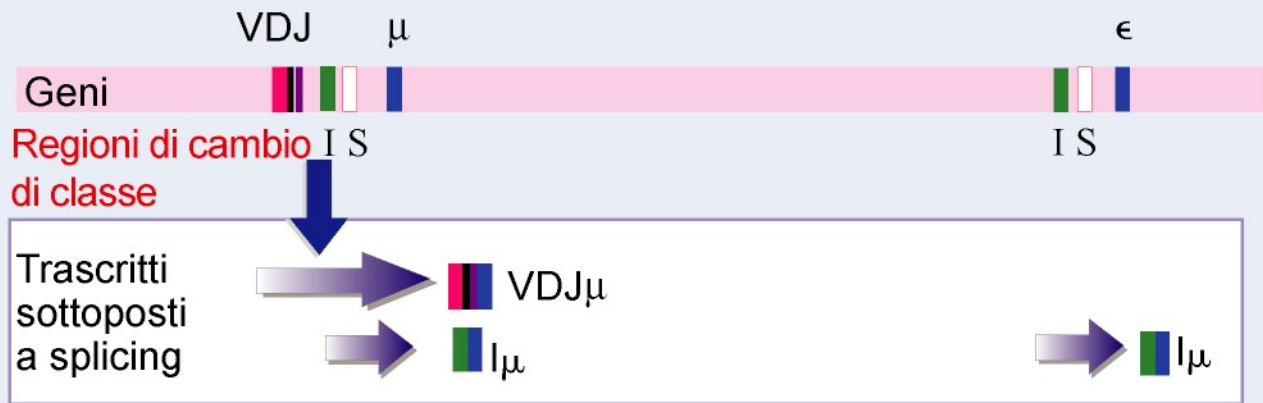 VDJ μ ϵ
Geni
Regioni di cambio I S I S
di classe
Trascritti
sottoposti
a splicing
VDJμ
Iμ Iμ